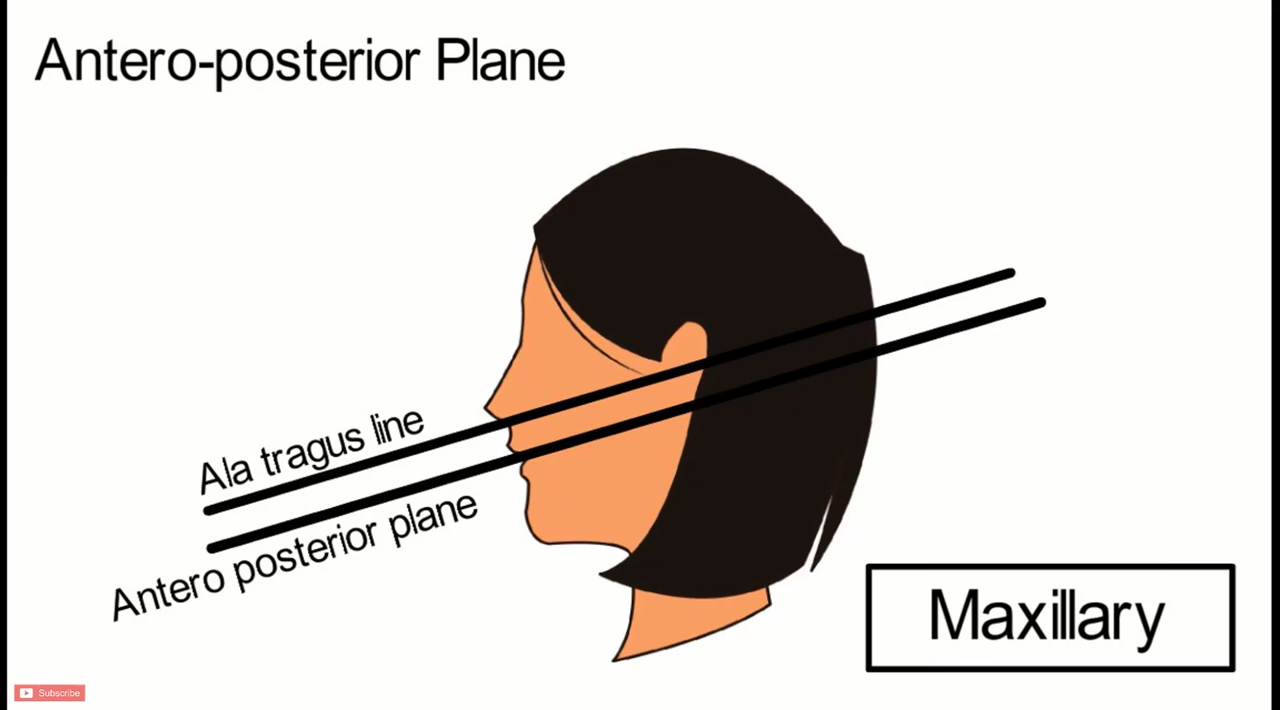 Antero-posterior Plane
Ala tragus line
Antero posterior plane
Maxillary
Subscribe